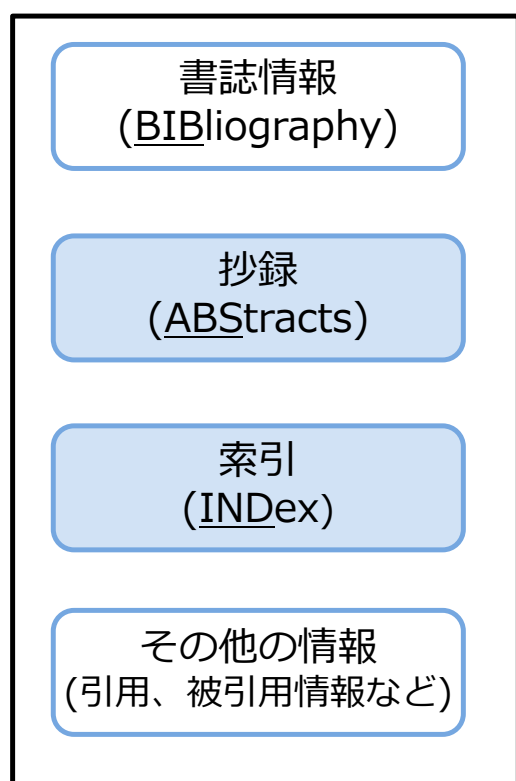 書誌情報
(BIBliography)
抄録
(ABStracts)
索引
(INDex)
その他の情報
(引用、被引用情報など)